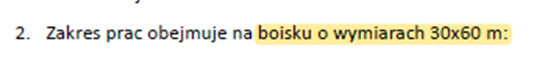 2. Zakres prac obejmuje na boisku o wymiarach 30x60 m: